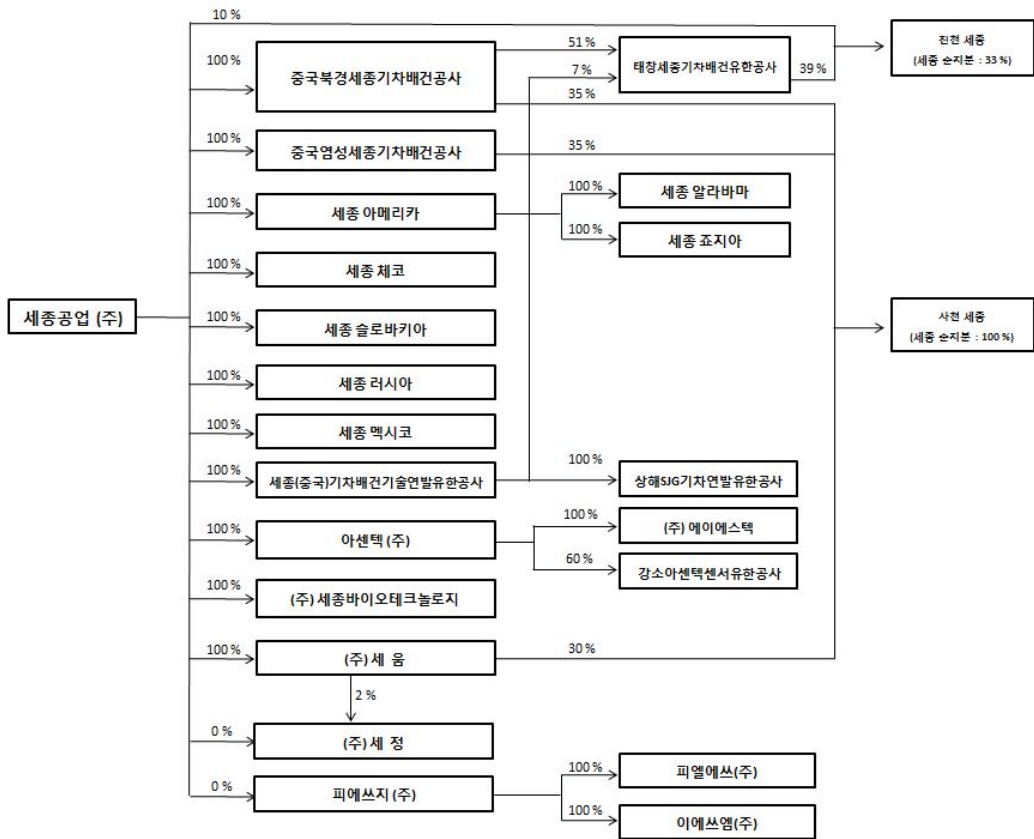 10 %
진천 세종
(세종 순지분 : 33 %)
100 %
중국북경세종기차배건공사
51 %
7 %
35 %
태창세종기차배건유한공사
39 %
100 %
중국염성세종기차배건공사
35 %
100 %
세종 아메리카
100 %
세종 알라바마
100 %
세종 죠지아
100 %
세종 체코
세종공업 (주)
100 %
세종 슬로바키아
사천 세종
(세종 순지분 : 100 %)
100 %
세종 러시아
100 %
세종 멕시코
100 %
세종(중국)기차배건기술연발유한공사
100 %
상해SJG기차연발유한공사
100 %
아센텍 (주)
100 %
(주) 에이에스텍
60 %
강소아센텍센서유한공사
100 %
(주) 세종바이오테크놀로지
100 %
(주) 세 움
30 %
2 %
0 %
(주) 세 정
0 %
피에쓰지 (주)
100 %
피엘에쓰(주)
100 %
이에쓰엠(주)